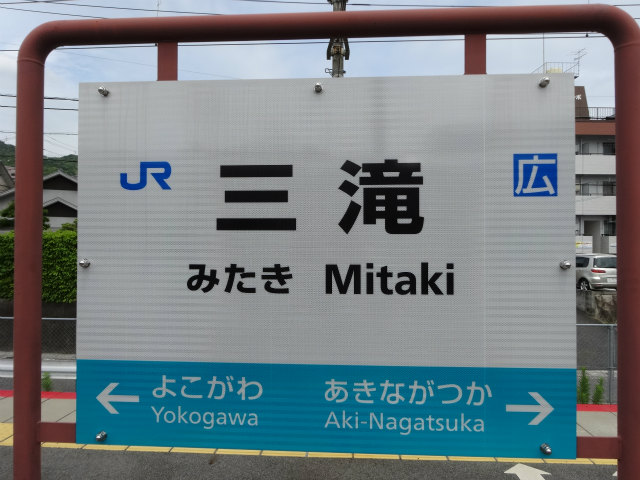 JR 三滝 広
みたき Mitaki
← よこがわ あきながつか →
Yokogawa Aki-Nagatsuka